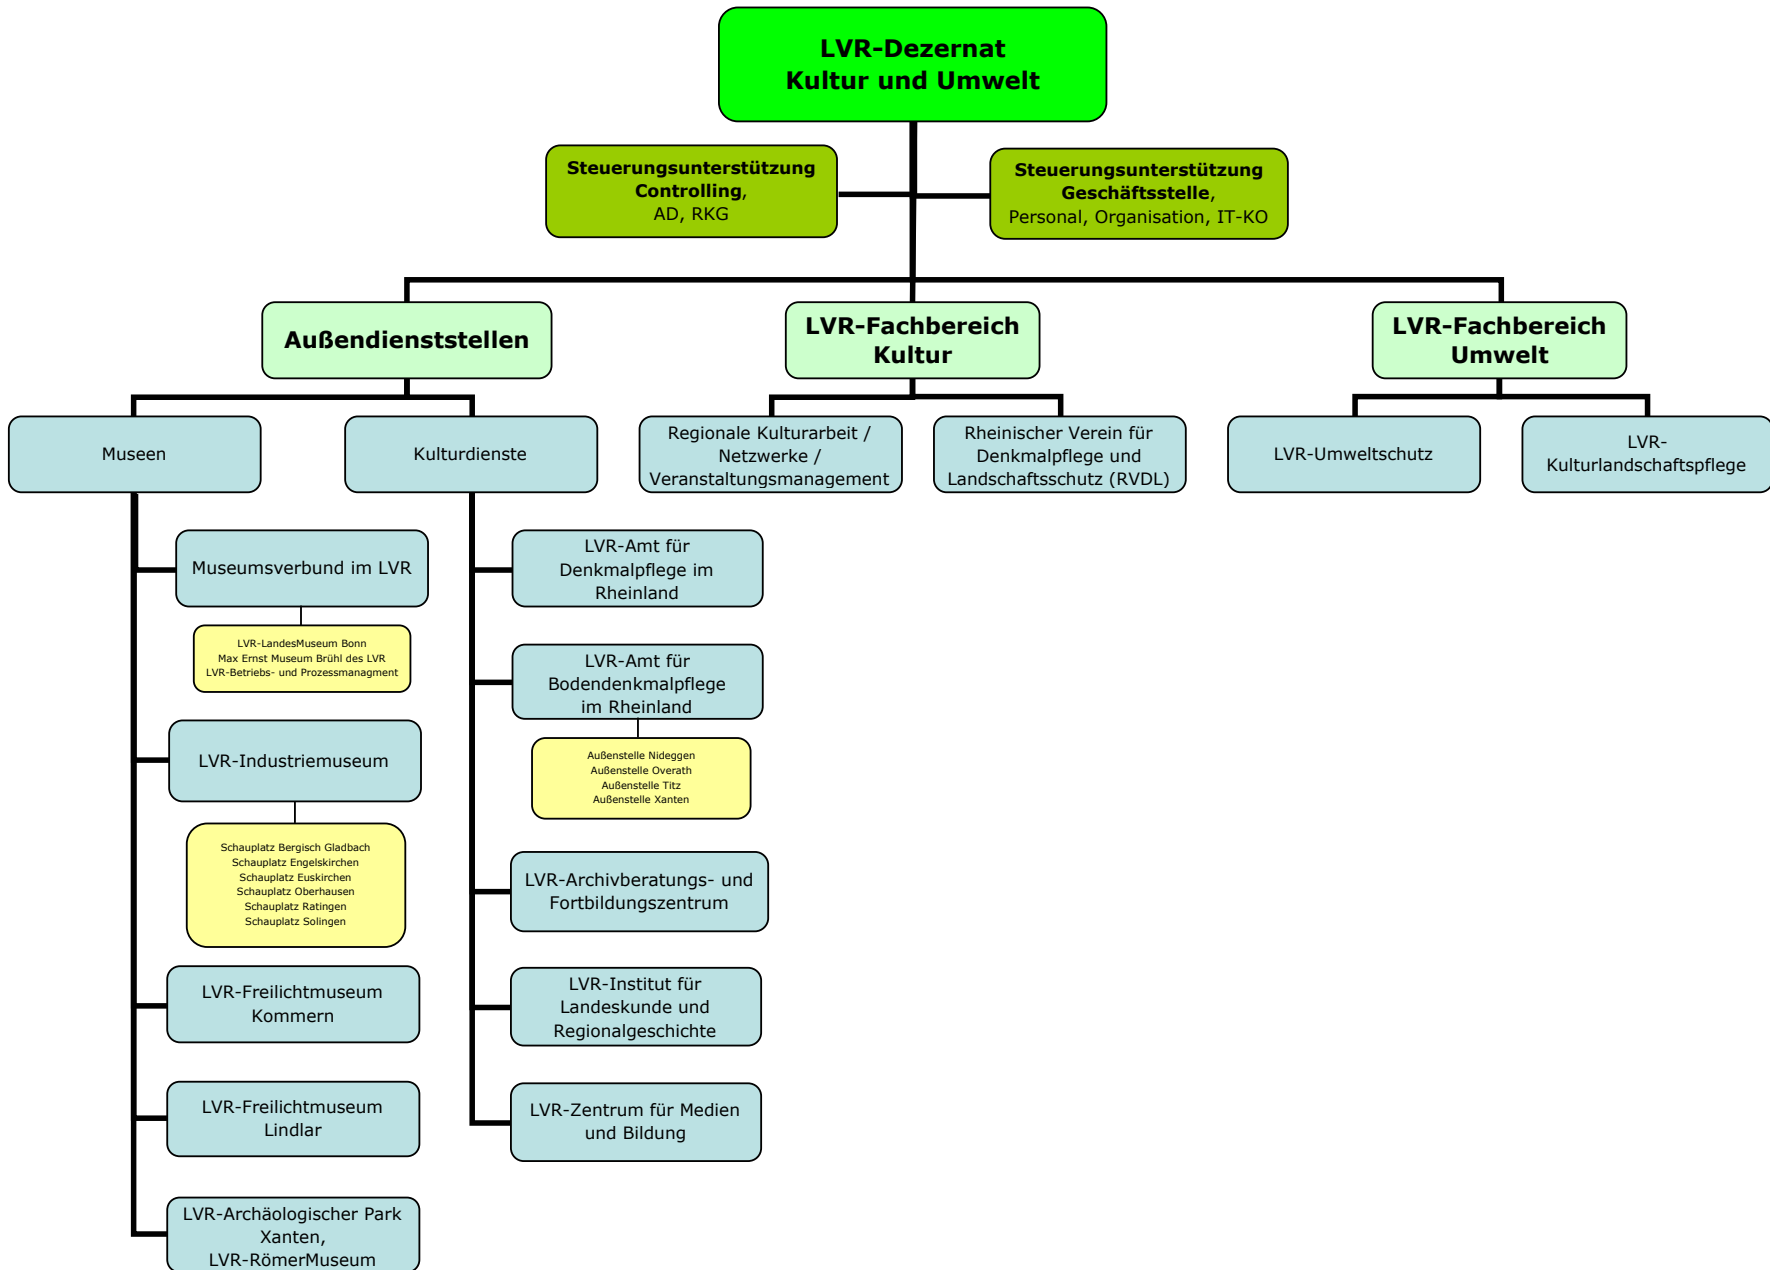 LVR-Dezernat
Kultur und Umwelt
Steuerungsunterstützung
Controlling,
AD, RKG
Steuerungsunterstützung
Geschäftsstelle,
Personal, Organisation, IT-KO
Außendienststellen
LVR-Fachbereich
Kultur
LVR-Fachbereich
Umwelt
Museen
Kulturdienste
Regionale Kulturarbeit /
Netzwerke /
Veranstaltungsmanagement
Rheinischer Verein für
Denkmalpflege und
Landschaftsschutz (RVDL)
LVR-Umweltschutz
LVR-
Kulturlandschaftspflege
Museumsverbund im LVR
LVR-LandesMuseum Bonn
Max Ernst Museum Brühl des LVR
LVR-Betriebs- und Prozessmanagment
LVR-Industriemuseum
Schauplatz Bergisch Gladbach
Schauplatz Engelskirchen
Schauplatz Euskirchen
Schauplatz Oberhausen
Schauplatz Ratingen
Schauplatz Solingen
LVR-Freilichtmuseum
Kommern
LVR-Freilichtmuseum
Lindlar
LVR-Archäologischer Park
Xanten,
LVR-RömerMuseum
LVR-Amt für
Denkmalpflege im
Rheinland
LVR-Amt für
Bodendenkmalpflege
im Rheinland
Außenstelle Nideggen
Außenstelle Overath
Außenstelle Titz
Außenstelle Xanten
LVR-Archivberatungs- und
Fortbildungszentrum
LVR-Institut für
Landeskunde und
Regionalgeschichte
LVR-Zentrum für Medien
und Bildung